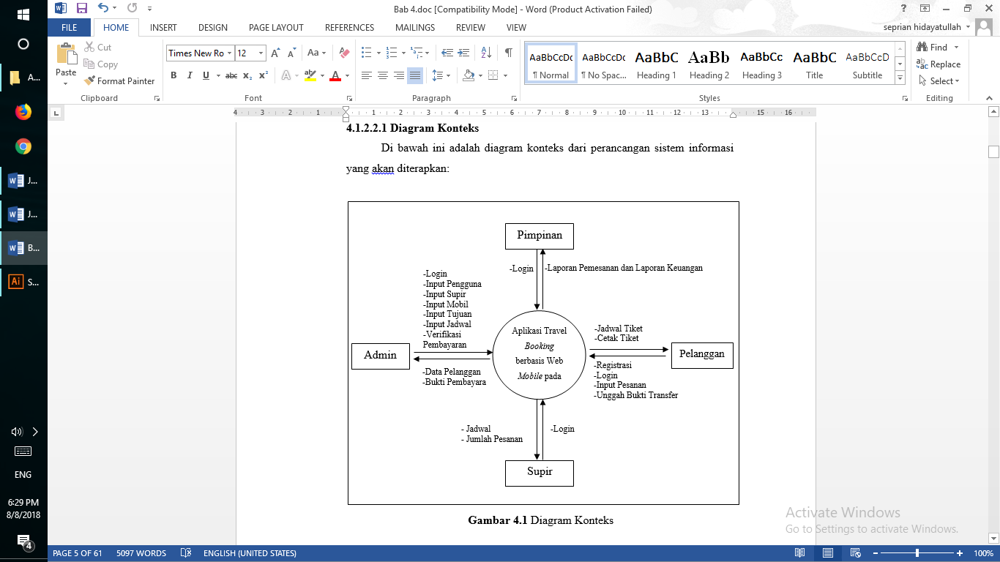 Bab 4.doc [Compatibility Mode] - Word (Product Activation Failed)
FILE HOME INSERT DESIGN PAGE LAYOUT REFERENCES MAILINGS REVIEW VIEW
seprian hidayatullah
Paste
Cut
Copy
Format Painter
Clipboard
Times New Ro 12
Font
Paragraph
AaBbCcDc AaBbCcDc AaBbC AaBb AaBbCc AaBbC AaBbCcD
¶ Normal ¶ No Spac... Heading 1 Heading 2 Heading 3 Title Subtitle
Styles
Find
Replace
Select
Editing
4 3 2 1 1 2 3 4 5 6 7 8 9 10 11 12 13 15 16
A...
J...
J...
B...
Ai S...
ENG
6:29 PM
8/8/2018
4
4.1.2.2.1 Diagram Konteks
Di bawah ini adalah diagram konteks dari perancangan sistem informasi
yang akan diterapkan:
Pimpinan
-Login
-Laporan Pemesanan dan Laporan Keuangan
-Login
-Input Pengguna
-Input Supir
-Input Mobil
-Input Tujuan
-Input Jadwal
-Verifikasi
Pembayaran
Admin
-Data Pelanggan
-Bukti Pembayara
Aplikasi Travel
Booking
berbasis Web
Mobile pada
-Jadwal Tiket
-Cetak Tiket
Pelanggan
-Registrasi
-Login
-Input Pesanan
-Unggah Bukti Transfer
- Jadwal
- Jumlah Pesanan
-Login
Supir
Gambar 4.1 Diagram Konteks
Activate Windows
Go to Settings to activate Windows.
PAGE 5 OF 61 5097 WORDS ENGLISH (UNITED STATES) 100%